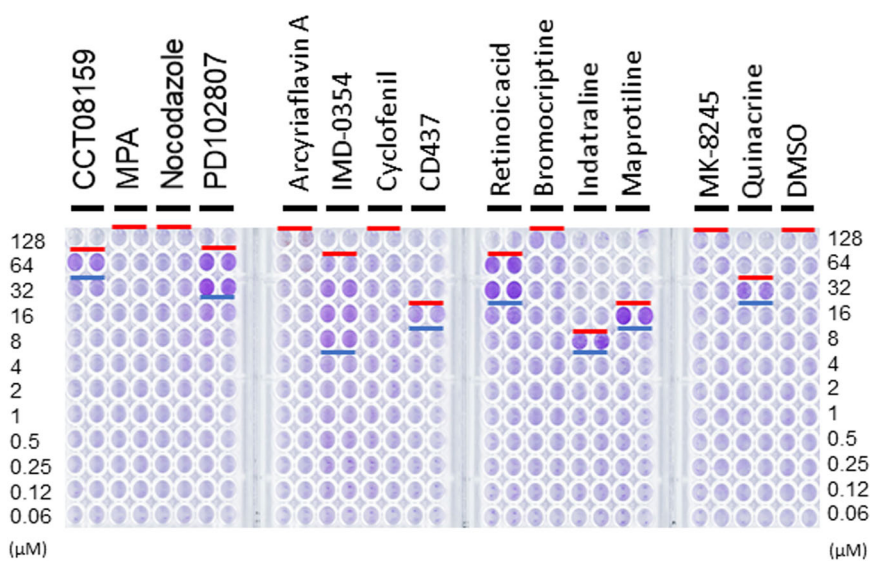 CCT08159
MPA
Nocodazole
PD102807
Arcyriaflavin A
IMD-0354
Cyclofenil
CD437
Retinoic acid
Bromocriptine
Indatraline
Maprotiline
MK-8245
Quinacrine
DMSO
128 128
64 64
32 32
16 16
8 8
4 4
2 2
1 1
0.5 0.5
0.25 0.25
0.12 0.12
0.06 0.06
(µM) (µM)